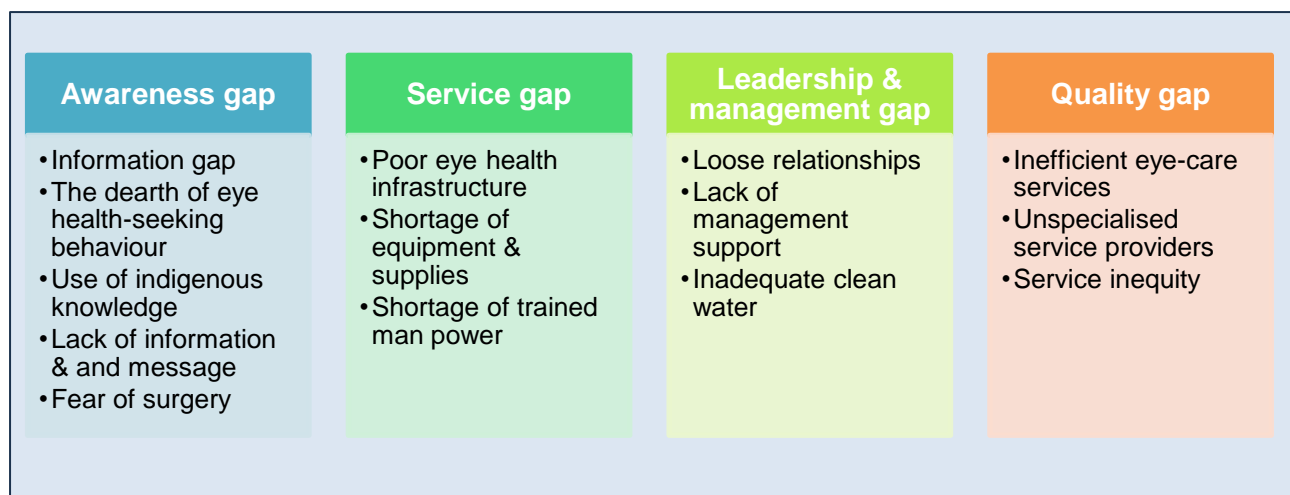 Awareness gap
•Information gap
•The dearth of eye
health-seeking
behaviour
•Use of indigenous
knowledge
•Lack of information
& and message
•Fear of surgery
Service gap
•Poor eye health
infrastructure
•Shortage of
equipment &
supplies
•Shortage of trained
man power
Leadership &
management gap
•Loose relationships
•Lack of
management
support
•Inadequate clean
water
Quality gap
•Inefficient eye-care
services
•Unspecialised
service providers
•Service inequity